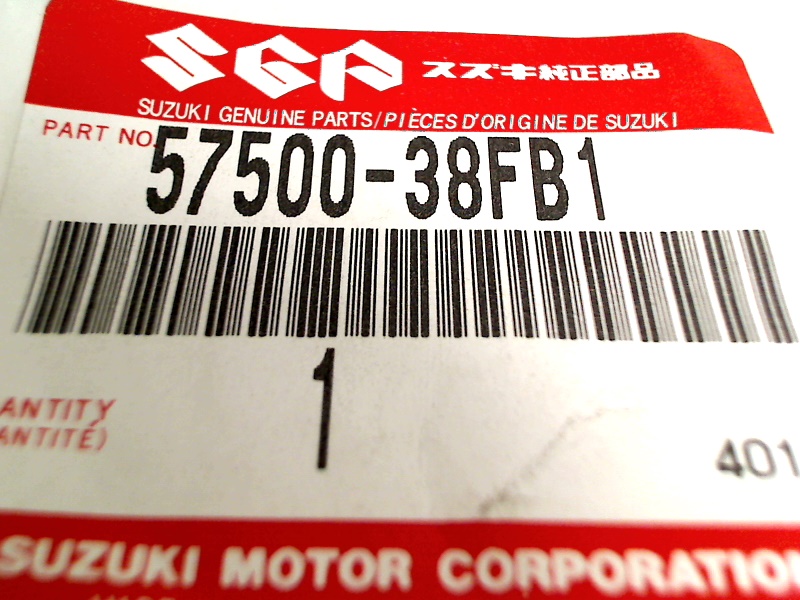 SGP スズキ純正部品
SUZUKI GENUINE PARTS/PIÈCES D'ORIGINE DE SUZUKI
PART NO. 57500-38FB1
1
ANTITY
ANTITÉ)
401
SUZUKI MOTOR CORPORATION